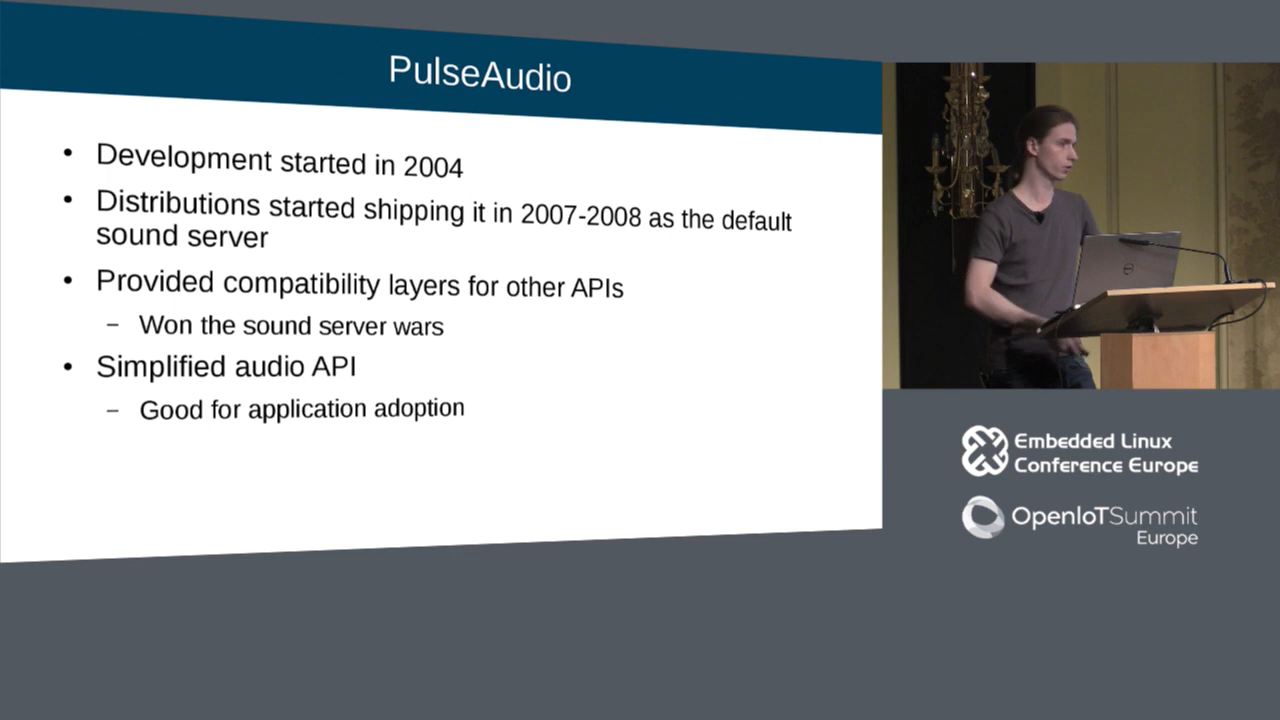 PulseAudio
• Development started in 2004
• Distributions started shipping it in 2007-2008 as the default
sound server
• Provided compatibility layers for other APIs
– Won the sound server wars
• Simplified audio API
– Good for application adoption
Embedded Linux
Conference Europe
OpenIoTSummit
Europe